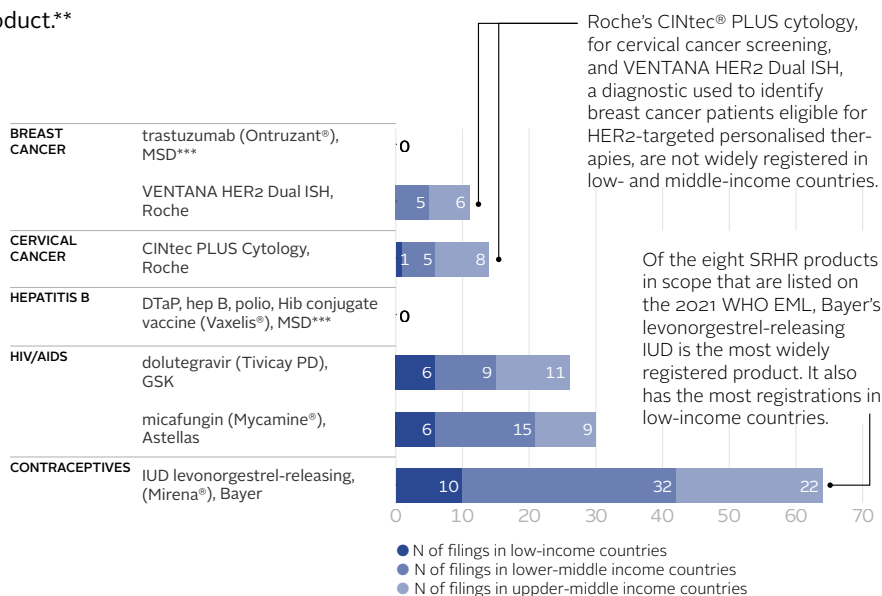 oduct.**
Roche's CINtec® PLUS cytology,
for cervical cancer screening,
and VENTANA HER2 Dual ISH,
a diagnostic used to identify
breast cancer patients eligible for
HER2-targeted personalised ther-
apies, are not widely registered in
low- and middle-income countries.
BREAST
CANCER
trastuzumab (Ontruzant®),
MSD***
0
VENTANA HER2 Dual ISH,
Roche
5 6
CERVICAL
CANCER
CINtec PLUS Cytology,
Roche
1 5 8
Of the eight SRHR products
in scope that are listed on
the 2021 WHO EML, Bayer's
levonorgestrel-releasing
IUD is the most widely
registered product. It also
has the most registrations in
low-income countries.
HEPATITIS B
DTaP, hep B, polio, Hib conjugate
vaccine (Vaxelis®), MSD***
0
HIV/AIDS
dolutegravir (Tivicay PD),
GSK
6 9 11
micafungin (Mycamine®),
Astellas
6 15 9
CONTRACEPTIVES
IUD levonorgestrel-releasing,
(Mirena®), Bayer
10 32 22
0 10 20 30 40 50 60 70
N of filings in low-income countries
N of filings in lower-middle income countries
N of filings in uppder-middle income countries